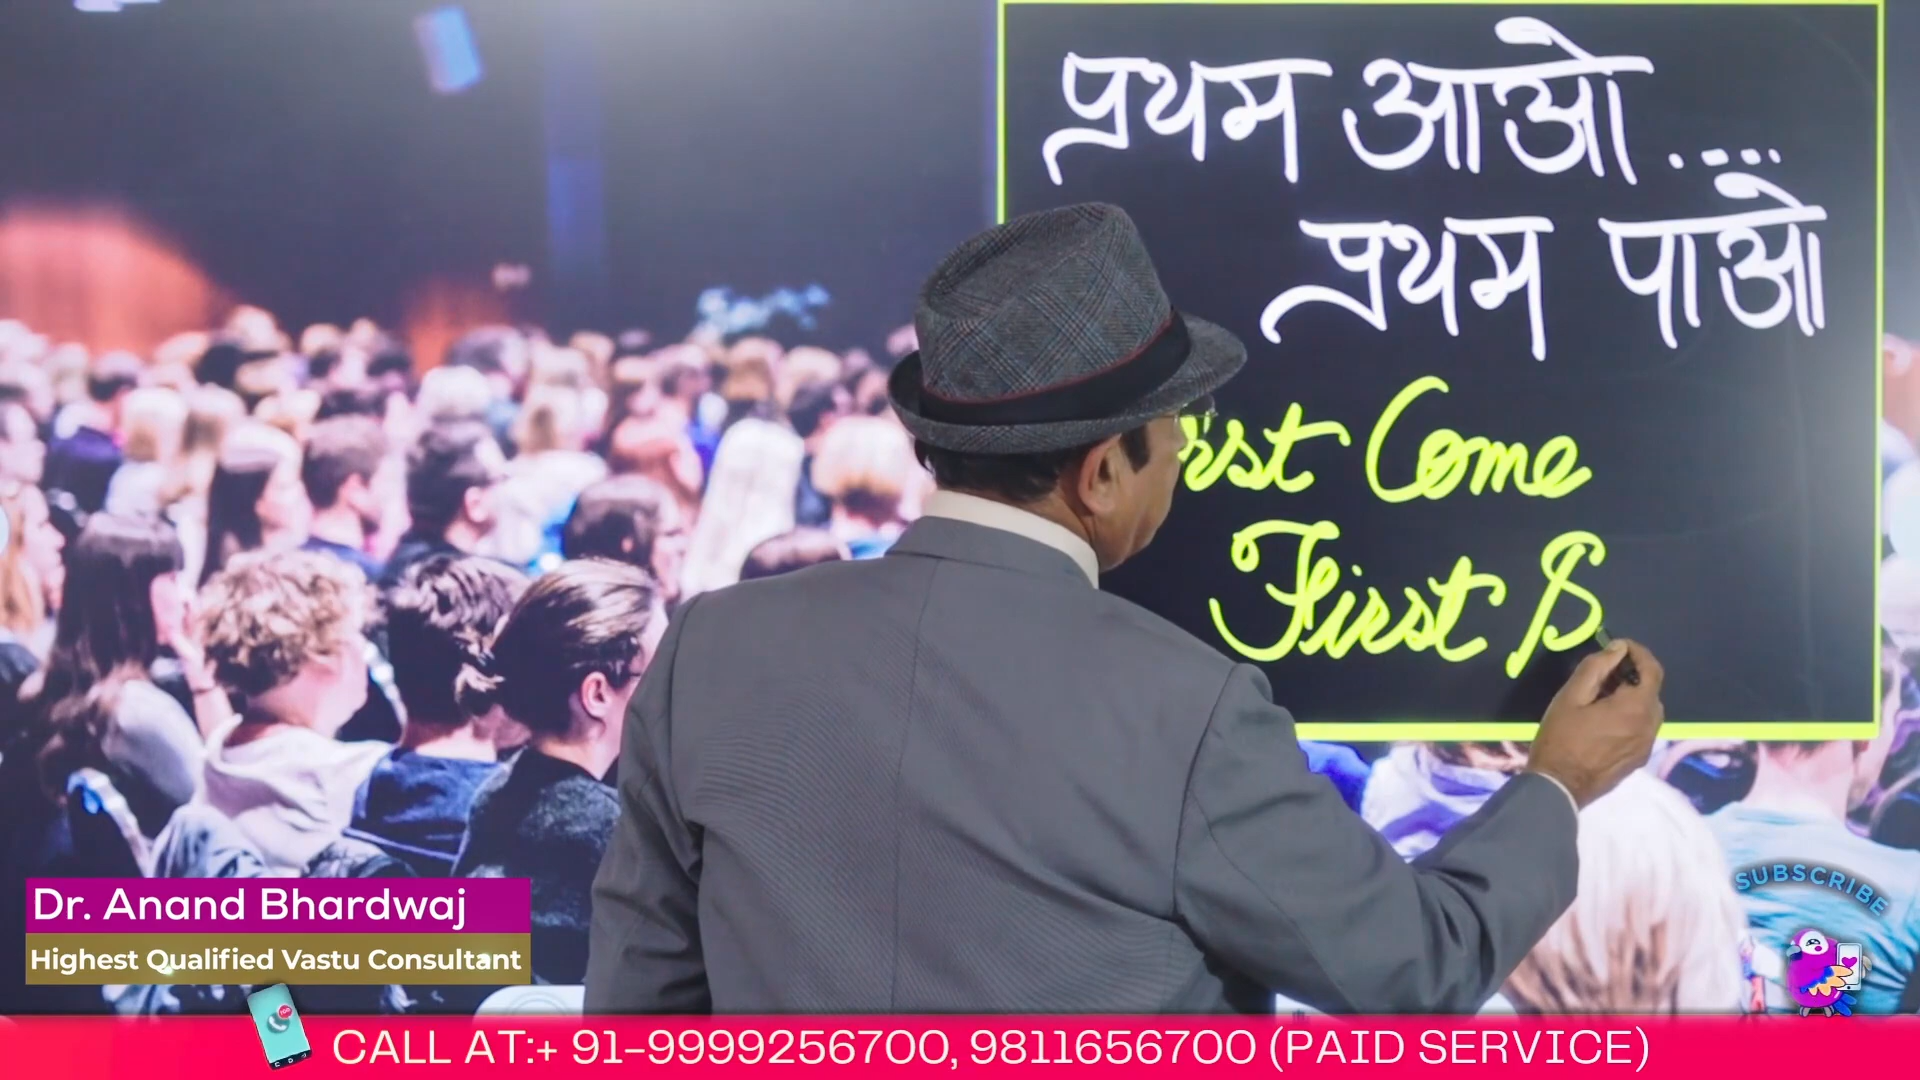 प्रथम आओ....
प्रथम पाओ
rst Come
First
SUBSCRIBE
Dr. Anand Bhardwaj
Highest Qualified Vastu Consultant
CALL AT:+ 91-9999256700, 9811656700 (PAID SERVICE)